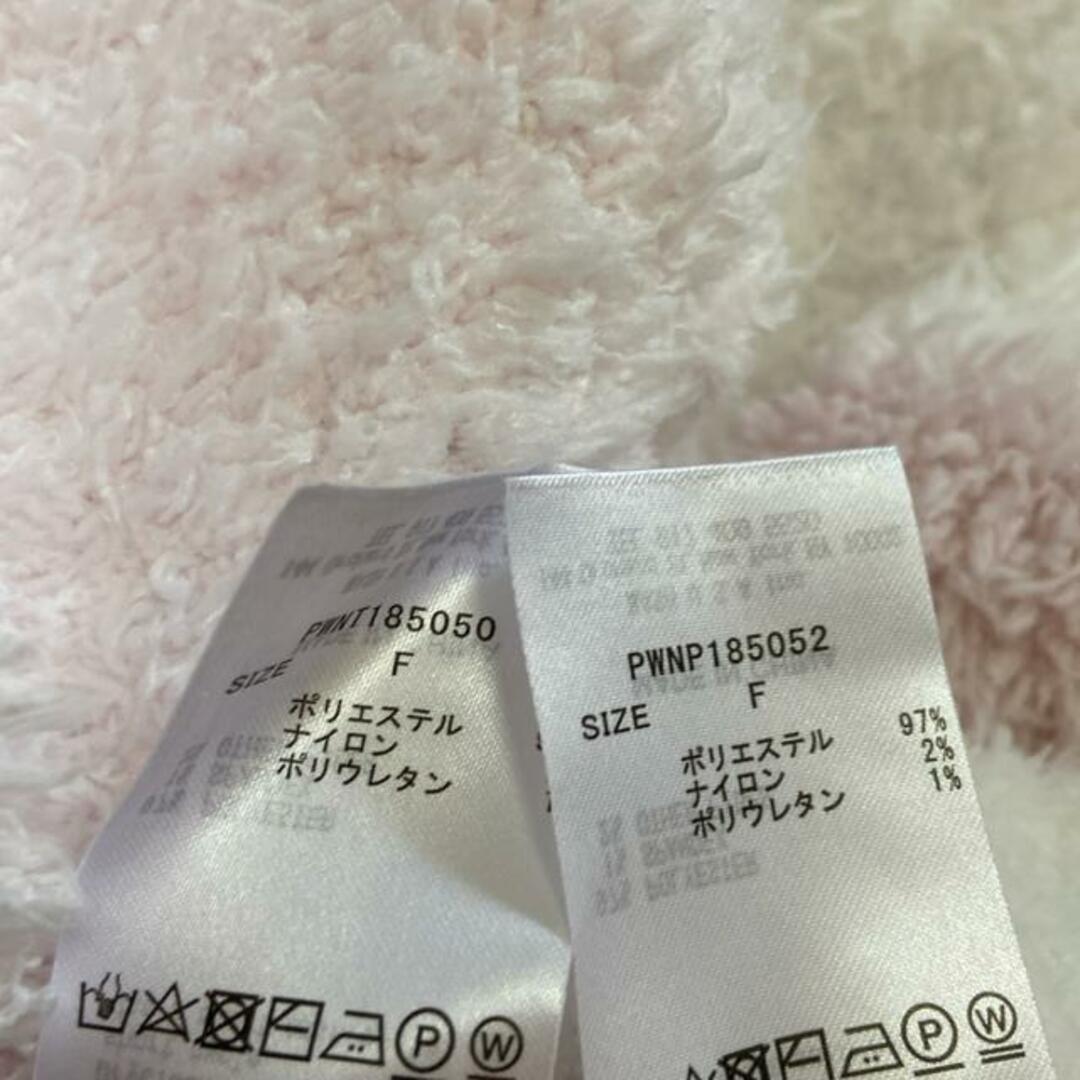 PWNT185050
SIZE F
ポリエステル
ナイロン
ポリウレタン
P W
PWNP185052
SIZE F
ポリエステル 97%
ナイロン 2%
ポリウレタン 1%
P W